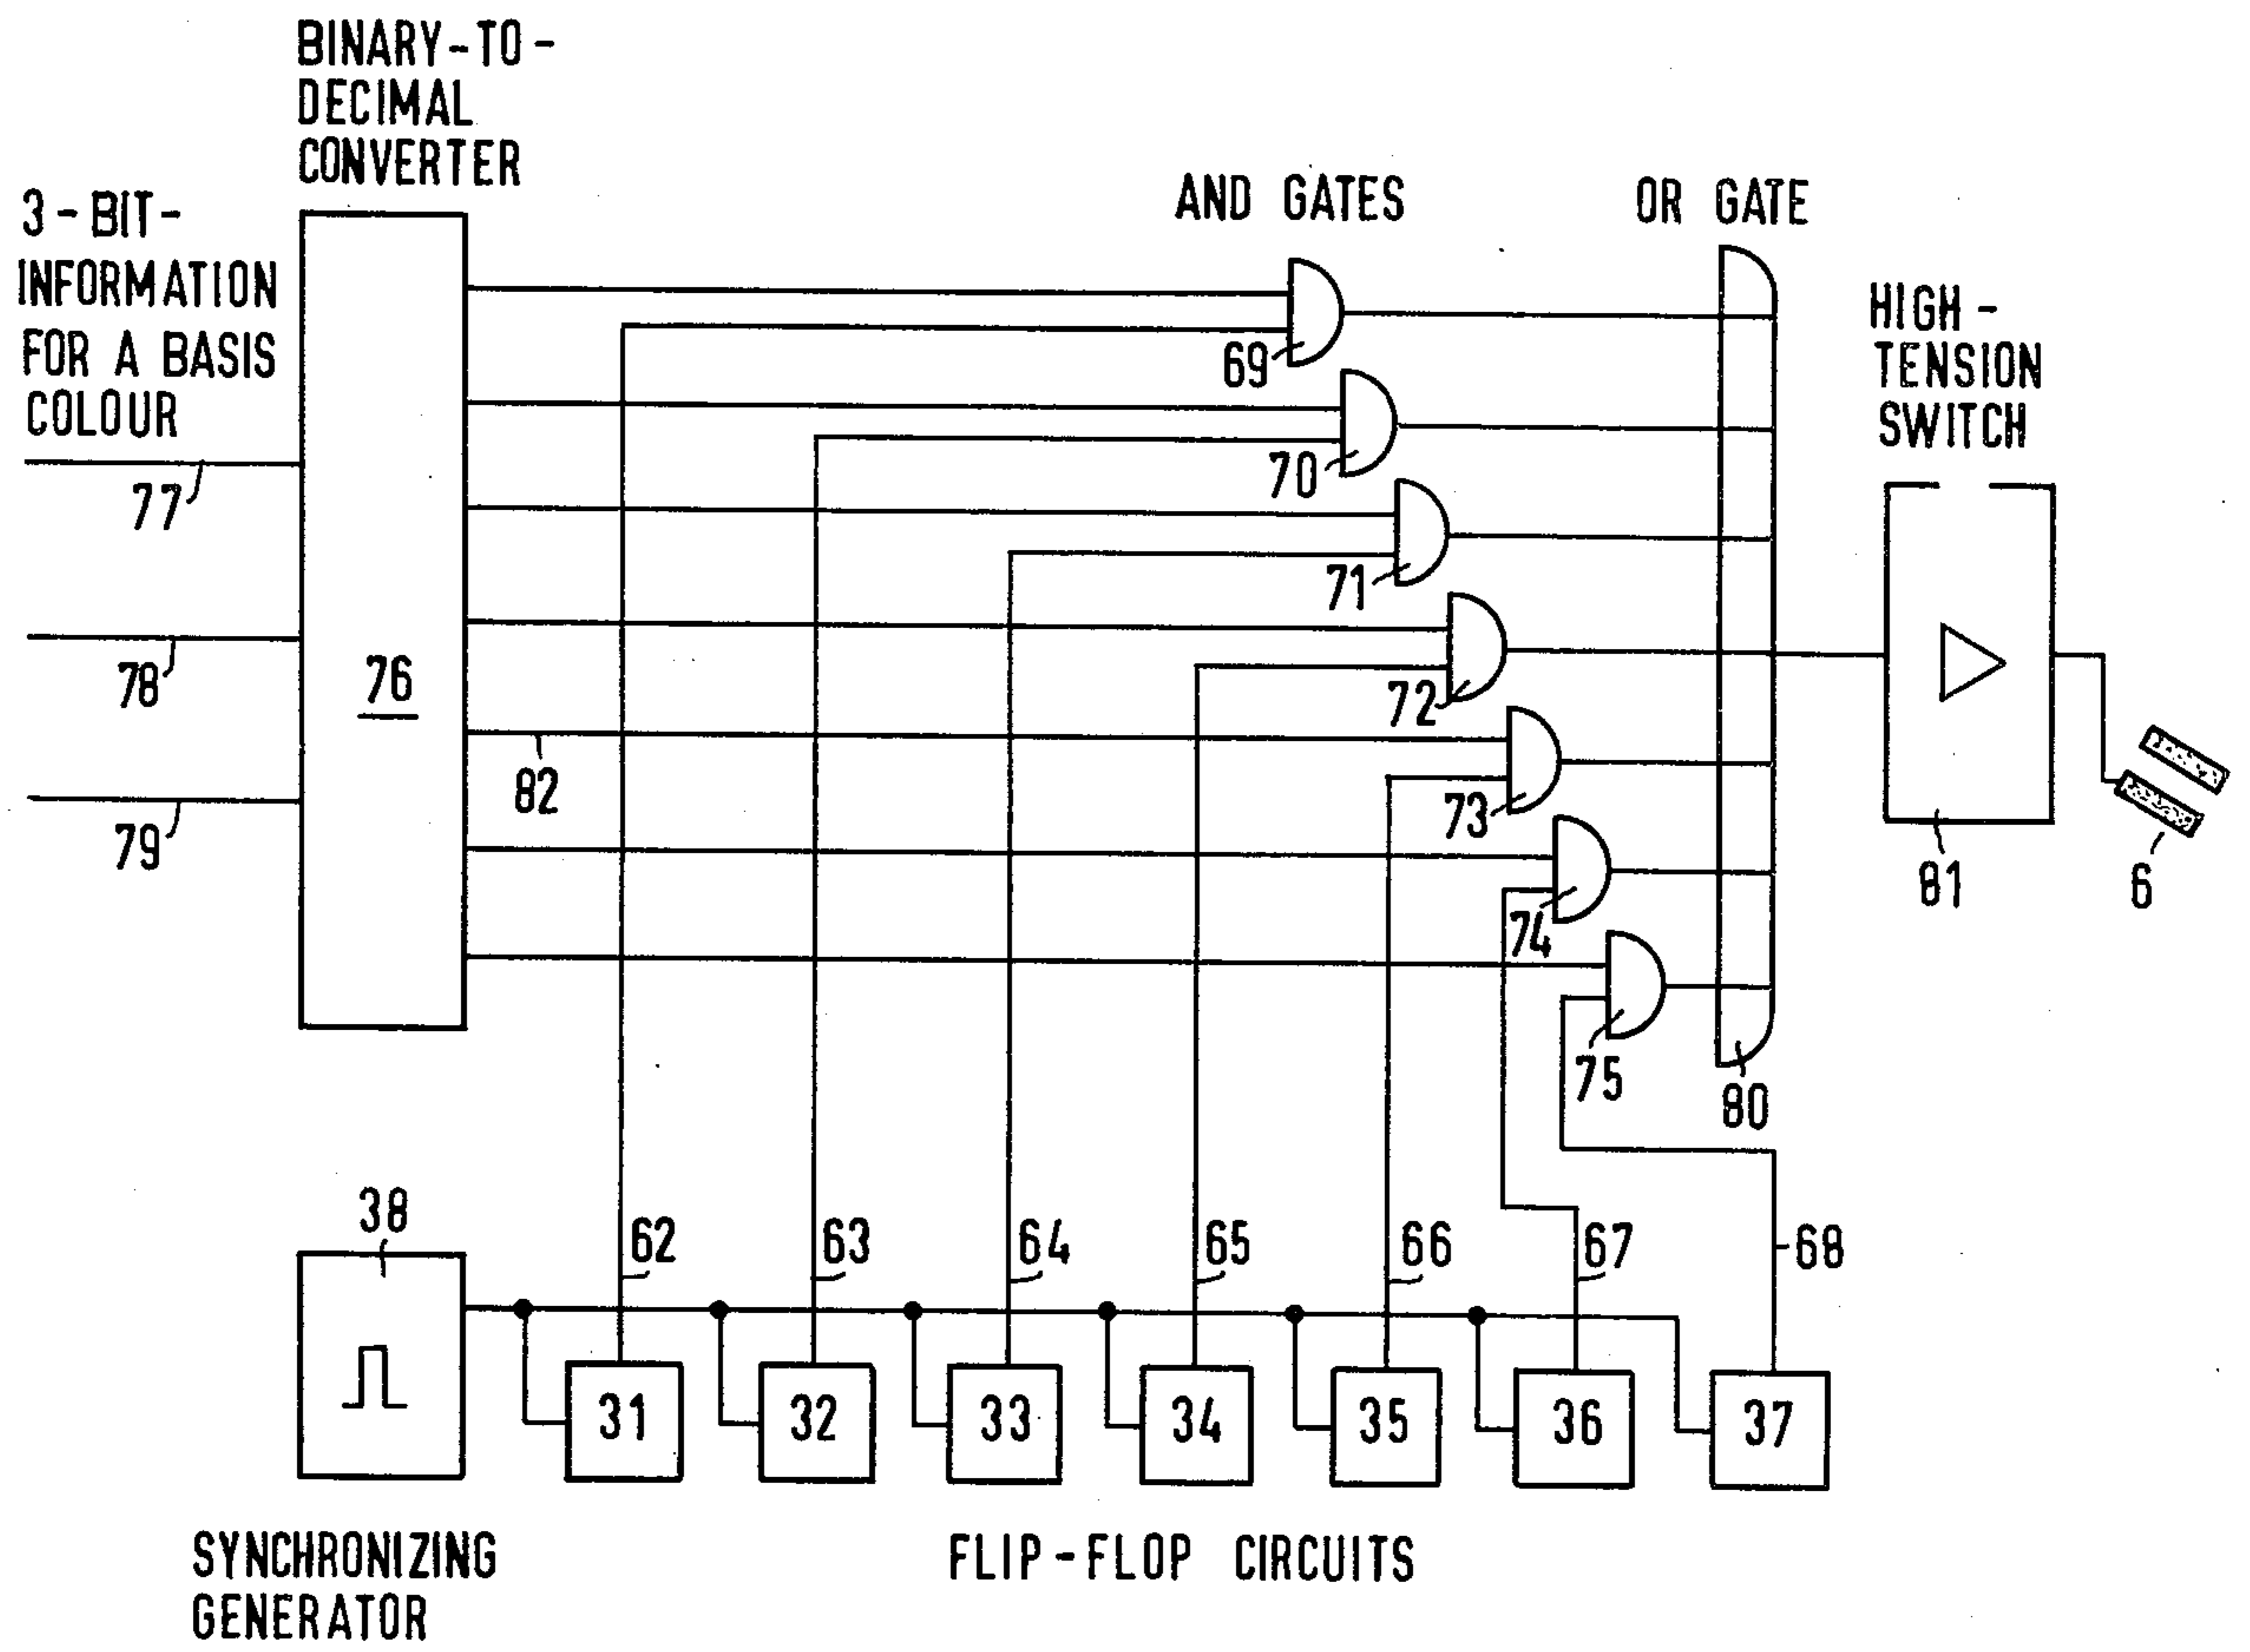 BINARY-TO-
DECIMAL
CONVERTER
3-BIT-
INFORMATION
FOR A BASIS
COLOUR
AND GATES
OR GATE
HIGH-
TENSION
SWITCH
69
70
77
71
78
76
72
82
73
79
74
81
6
75
80
38
62
63
64
65
66
67
68
31
32
33
34
35
36
37
SYNCHRONIZING
GENERATOR
FLIP-FLOP CIRCUITS